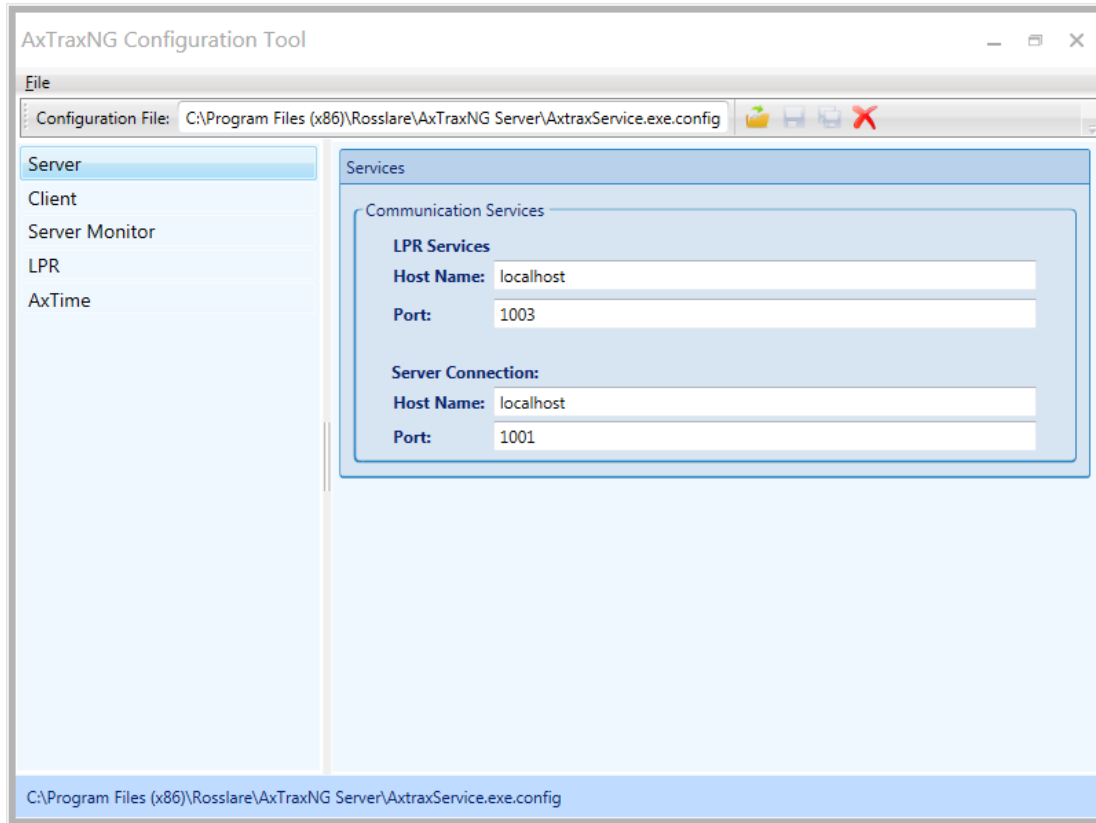 AxTraxNG Configuration Tool
File
Configuration File: C:\Program Files (x86)\Rosslare\AxTraxNG Server\AxtraxService.exe.config
Server
Client
Server Monitor
LPR
AxTime
Services
Communication Services
LPR Services
Host Name: localhost
Port: 1003
Server Connection:
Host Name: localhost
Port: 1001
C:\Program Files (x86)\Rosslare\AxTraxNG Server\AxtraxService.exe.config